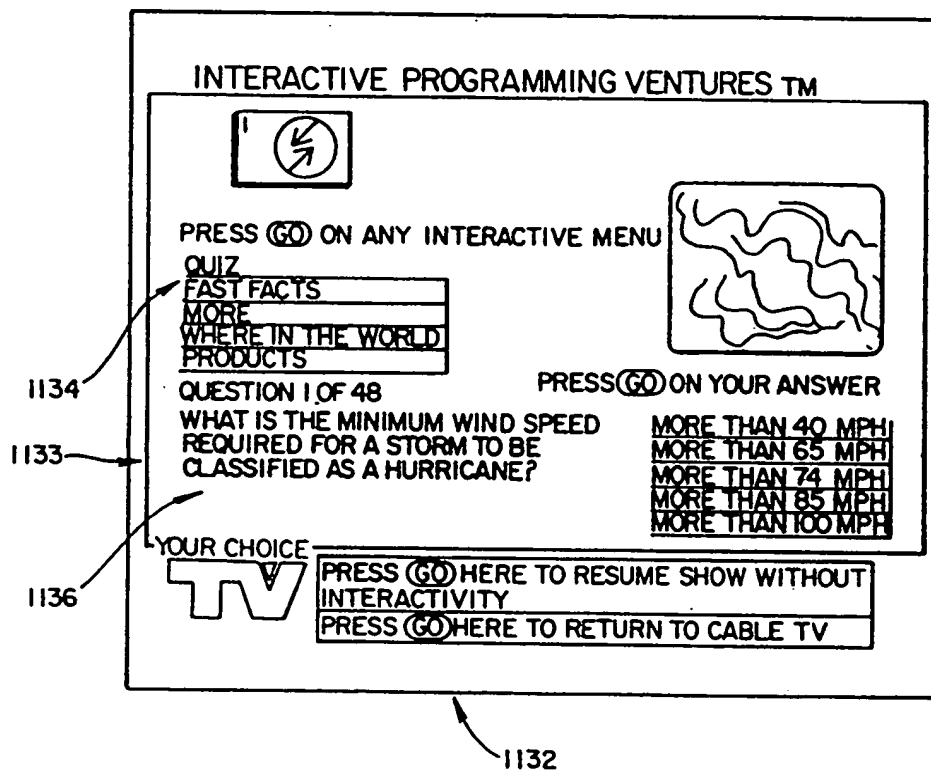 INTERACTIVE PROGRAMMING VENTURES TM
1
PRESS GO ON ANY INTERACTIVE MENU
QUIZ
FAST FACTS
MORE
WHERE IN THE WORLD
PRODUCTS
1134
QUESTION 1 OF 48
PRESS GO ON YOUR ANSWER
WHAT IS THE MINIMUM WIND SPEED
REQUIRED FOR A STORM TO BE
CLASSIFIED AS A HURRICANE?
MORE THAN 40 MPH
MORE THAN 65 MPH
MORE THAN 74 MPH
MORE THAN 85 MPH
MORE THAN 100 MPH
1133
1136
YOUR CHOICE
TV
PRESS GO HERE TO RESUME SHOW WITHOUT
INTERACTIVITY
PRESS GO HERE TO RETURN TO CABLE TV
1132